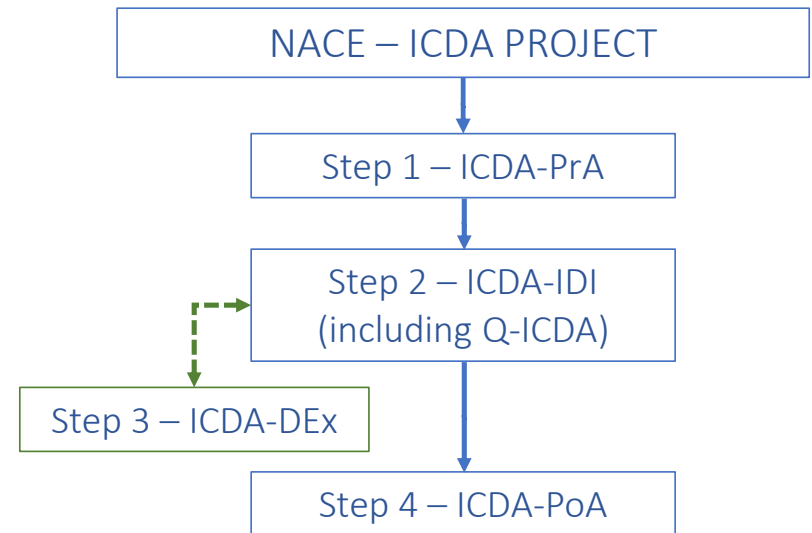 NACE – ICDA PROJECT
Step 1 – ICDA-PrA
Step 2 – ICDA-IDI
(including Q-ICDA)
Step 3 – ICDA-DEx
Step 4 – ICDA-PoA